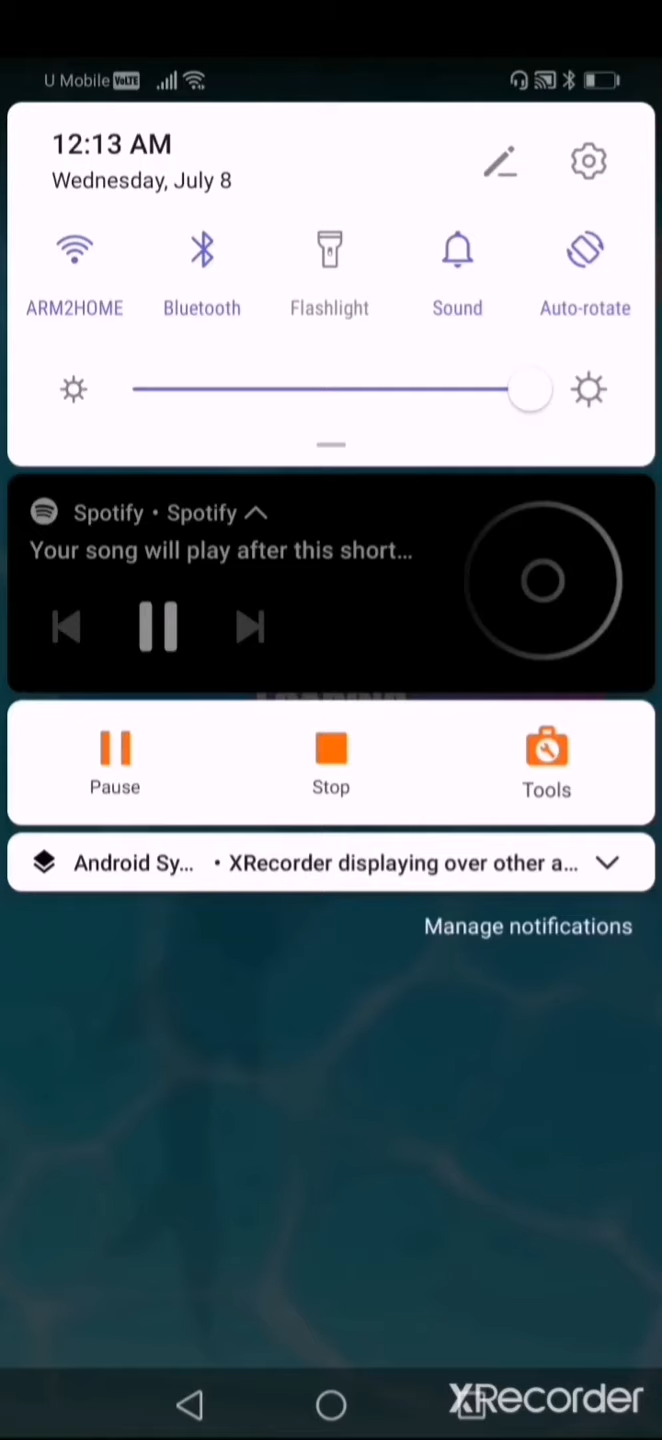 U Mobile VoLTE
12:13 AM
Wednesday, July 8
ARM2HOME Bluetooth Flashlight Sound Auto-rotate
Spotify • Spotify
Your song will play after this short...
Pause Stop Tools
Android Sy... • XRecorder displaying over other a...
Manage notifications
XRecorder